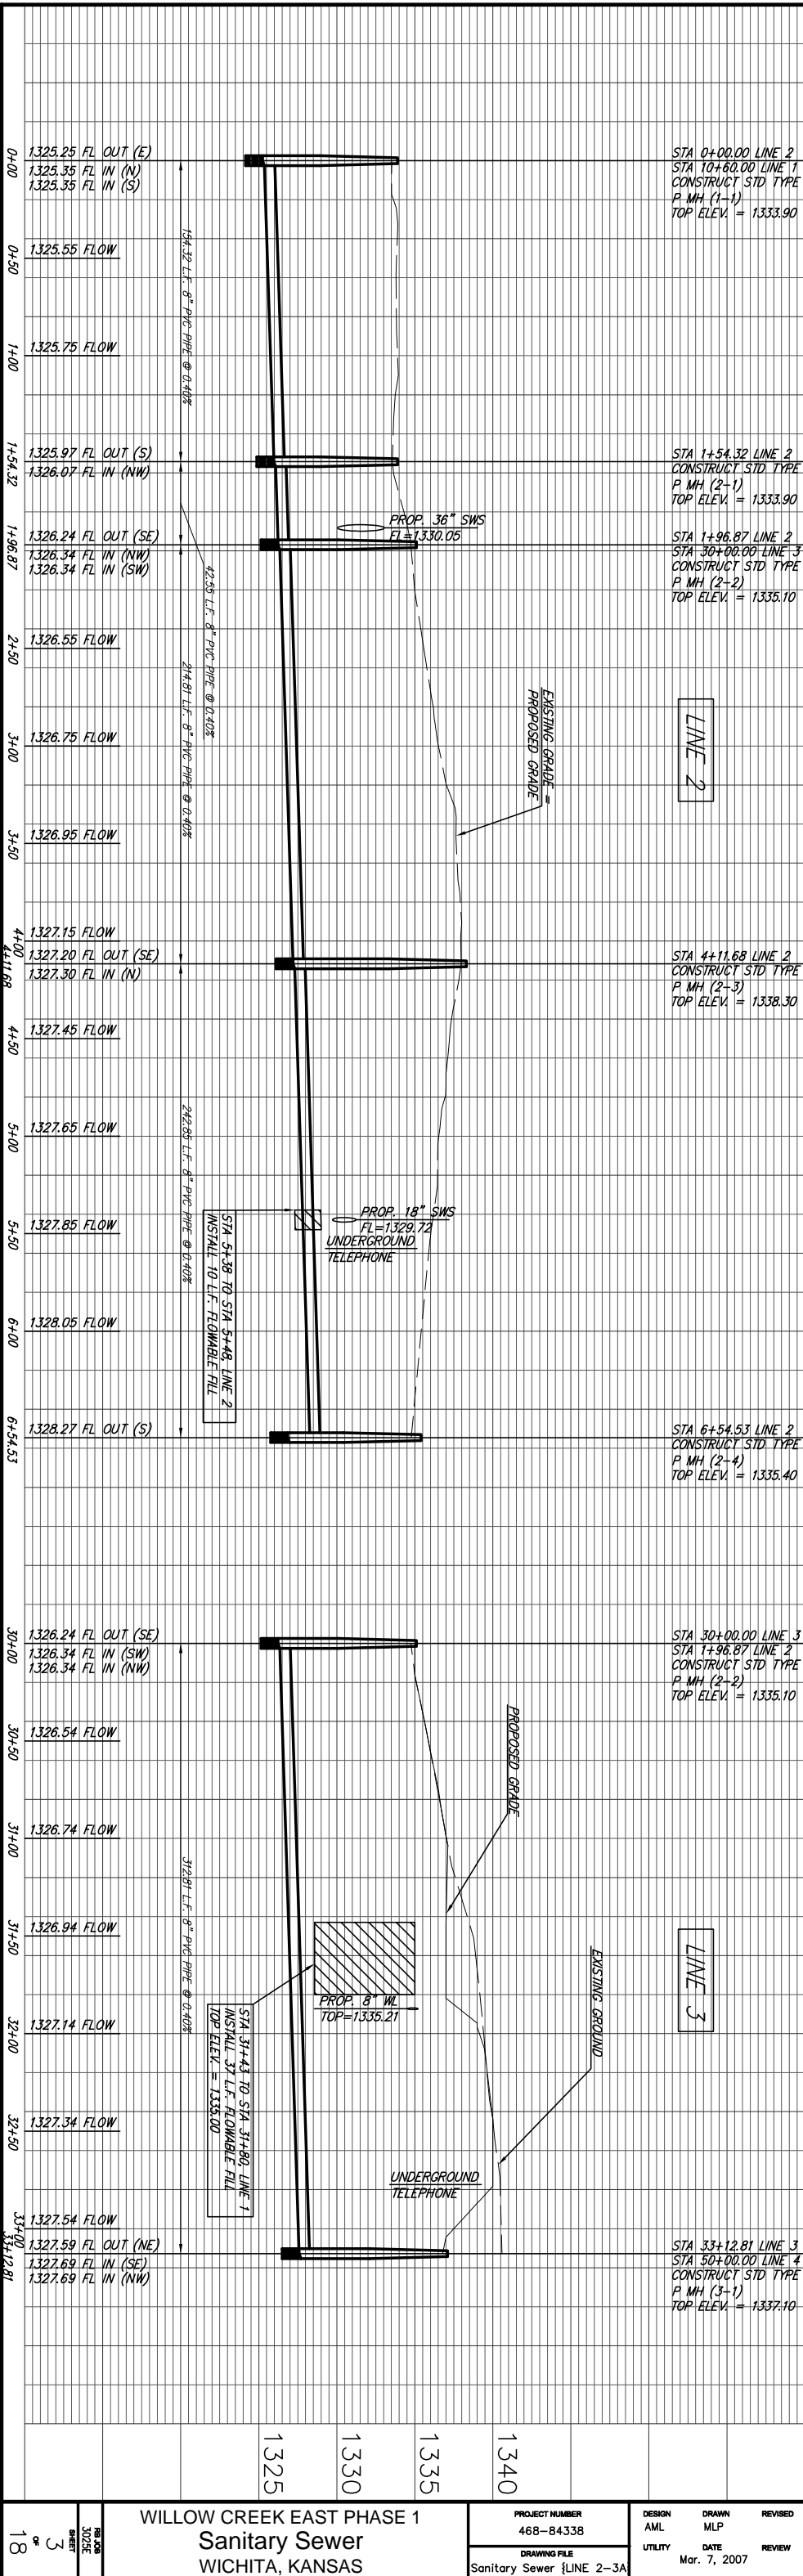 0+00
1325.25 FL OUT (E)
1325.35 FL IN (N)
1325.35 FL IN (S)
STA 0+00.00 LINE 2
STA 10+60.00 LINE 1
CONSTRUCT STD TYPE
P MH (1-1)
TOP ELEV. = 1333.90
0+50
1325.55 FLOW
154.32 L.F. 8" PVC PIPE @ 0.40%
1+00
1325.75 FLOW
1+54.32
1325.97 FL OUT (S)
1326.07 FL IN (NW)
STA 1+54.32 LINE 2
CONSTRUCT STD TYPE
P MH (2-1)
TOP ELEV. = 1333.90
PROP. 36" SWS
FL=1330.05
42.55 L.F. 8" PVC PIPE @ 0.40%
1+96.87
1326.24 FL OUT (SE)
1326.34 FL IN (NW)
1326.34 FL IN (SW)
STA 1+96.87 LINE 2
STA 30+00.00 LINE 3
CONSTRUCT STD TYPE
P MH (2-2)
TOP ELEV. = 1335.10
2+50
1326.55 FLOW
214.81 L.F. 8" PVC PIPE @ 0.40%
EXISTING GRADE =
PROPOSED GRADE
LINE 2
3+00
1326.75 FLOW
3+50
1326.95 FLOW
4+00
1327.15 FLOW
4+11.68
1327.20 FL OUT (SE)
1327.30 FL IN (N)
STA 4+11.68 LINE 2
CONSTRUCT STD TYPE
P MH (2-3)
TOP ELEV. = 1338.30
4+50
1327.45 FLOW
5+00
1327.65 FLOW
242.85 L.F. 8" PVC PIPE @ 0.40%
PROP. 18" SWS
FL=1329.72
UNDERGROUND
TELEPHONE
5+50
1327.85 FLOW
STA 5+38 TO STA 5+48, LINE 2
INSTALL 10 L.F. FLOWABLE FILL
6+00
1328.05 FLOW
6+54.53
1328.27 FL OUT (S)
STA 6+54.53 LINE 2
CONSTRUCT STD TYPE
P MH (2-4)
TOP ELEV. = 1335.40
30+00
1326.24 FL OUT (SE)
1326.34 FL IN (SW)
1326.34 FL IN (NW)
STA 30+00.00 LINE 3
STA 1+96.87 LINE 2
CONSTRUCT STD TYPE
P MH (2-2)
TOP ELEV. = 1335.10
30+50
1326.54 FLOW
PROPOSED GRADE
31+00
1326.74 FLOW
312.81 L.F. 8" PVC PIPE @ 0.40%
31+50
1326.94 FLOW
LINE 3
EXISTING GROUND
PROP. 8" WL
TOP=1335.21
32+00
1327.14 FLOW
STA 31+43 TO STA 31+80, LINE 1
INSTALL 37 L.F. FLOWABLE FILL
TOP ELEV. = 1335.00
32+50
1327.34 FLOW
UNDERGROUND
TELEPHONE
33+00
1327.54 FLOW
33+12.81
1327.59 FL OUT (NE)
1327.69 FL IN (SE)
1327.69 FL IN (NW)
STA 33+12.81 LINE 3
STA 50+00.00 LINE 4
CONSTRUCT STD TYPE
P MH (3-1)
TOP ELEV. = 1337.10
1325
1330
1335
1340
WILLOW CREEK EAST PHASE 1
Sanitary Sewer
WICHITA, KANSAS
PROJECT NUMBER
468-84338
DRAWING FILE
Sanitary Sewer {LINE 2-3A
DESIGN
AML
DRAWN
MLP
REVISED
UTILITY
DATE
Mar. 7, 2007
REVIEW
JOB
3025E
SHEET
3
OF
18